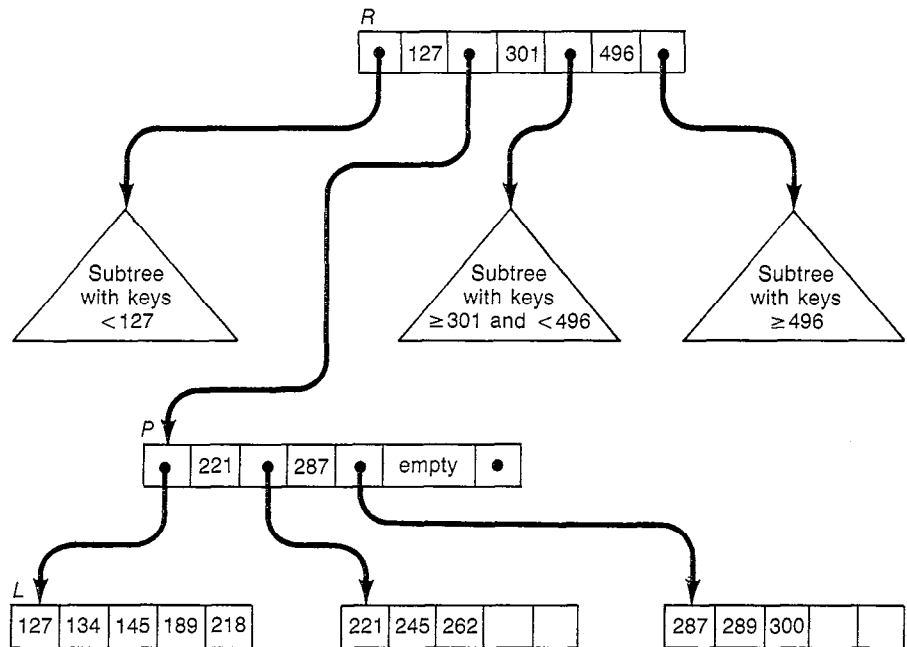 R
127 301 496
Subtree
with keys
<127
Subtree
with keys
≥301 and <496
Subtree
with keys
≥496
P
221 287 empty
L
127 134 145 189 218
221 245 262
287 289 300